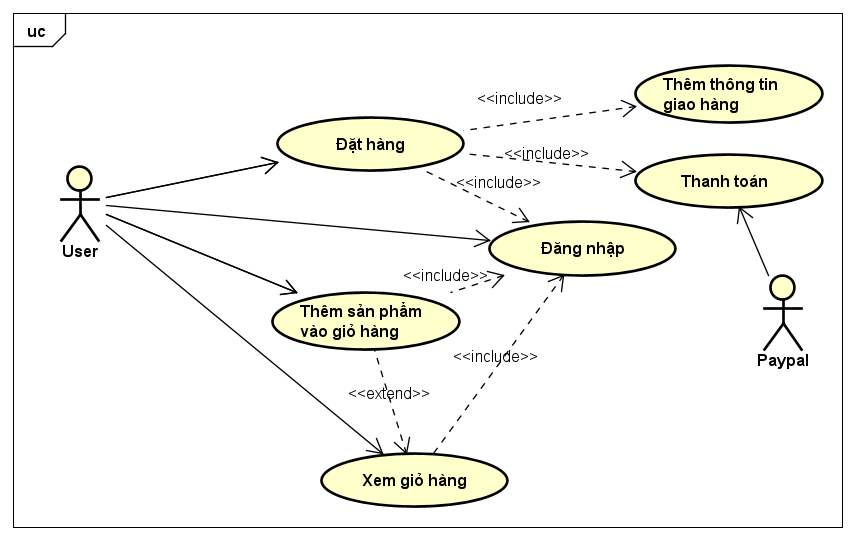 uc
<<include>>
Thêm thông tin
giao hàng
Đặt hàng
<<include>>
Thanh toán
<<include>>
User
Đăng nhập
<<include>>
Thêm sản phẩm
vào giỏ hàng
<<include>>
Paypal
<<extend>>
Xem giỏ hàng